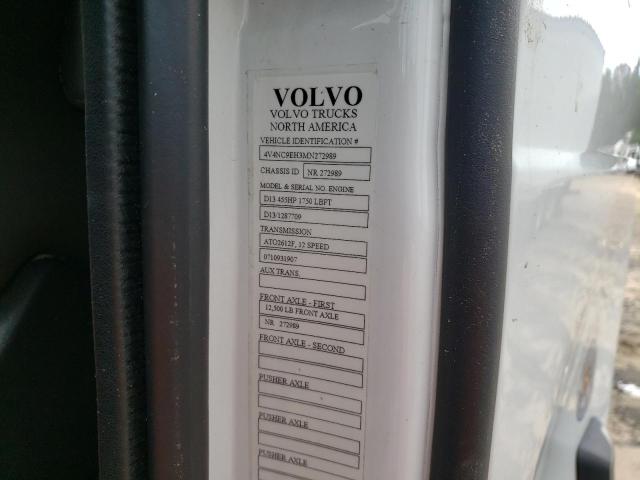 VOLVO
VOLVO TRUCKS
NORTH AMERICA
VEHICLE IDENTIFICATION #
4V4NC9EH3MN272989
CHASSIS ID NR 272989
MODEL & SERIAL NO. ENGINE
D13 455HP 1750 LBFT
D13/1287709
TRANSMISSION
ATO2612F, 12 SPEED
0710931907
AUX TRANS.
FRONT AXLE - FIRST
12,500 LB FRONT AXLE
NR 272989
FRONT AXLE - SECOND
PUSHER AXLE
PUSHER AXLE
PUSHER AXLE